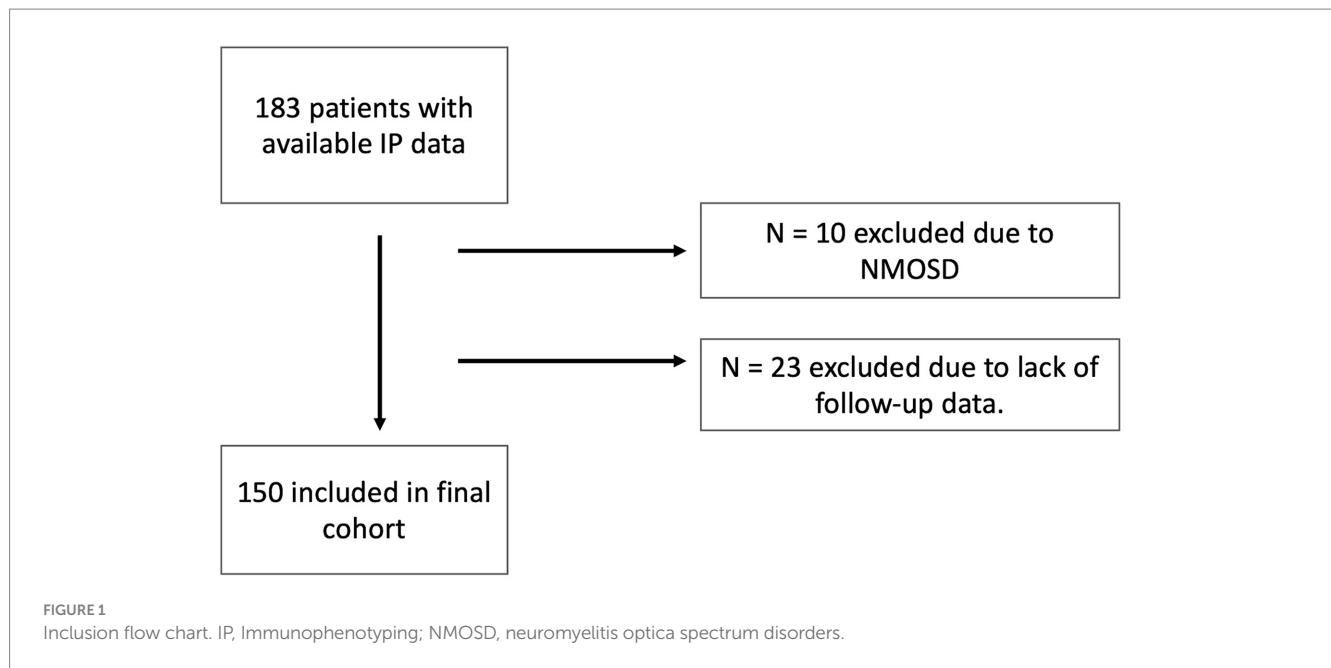 183 patients with
available IP data
N = 10 excluded due to
NMOSD
N = 23 excluded due to lack of
follow-up data.
150 included in final
cohort
FIGURE 1
Inclusion flow chart. IP, Immunophenotyping; NMOSD, neuromyelitis optica spectrum disorders.